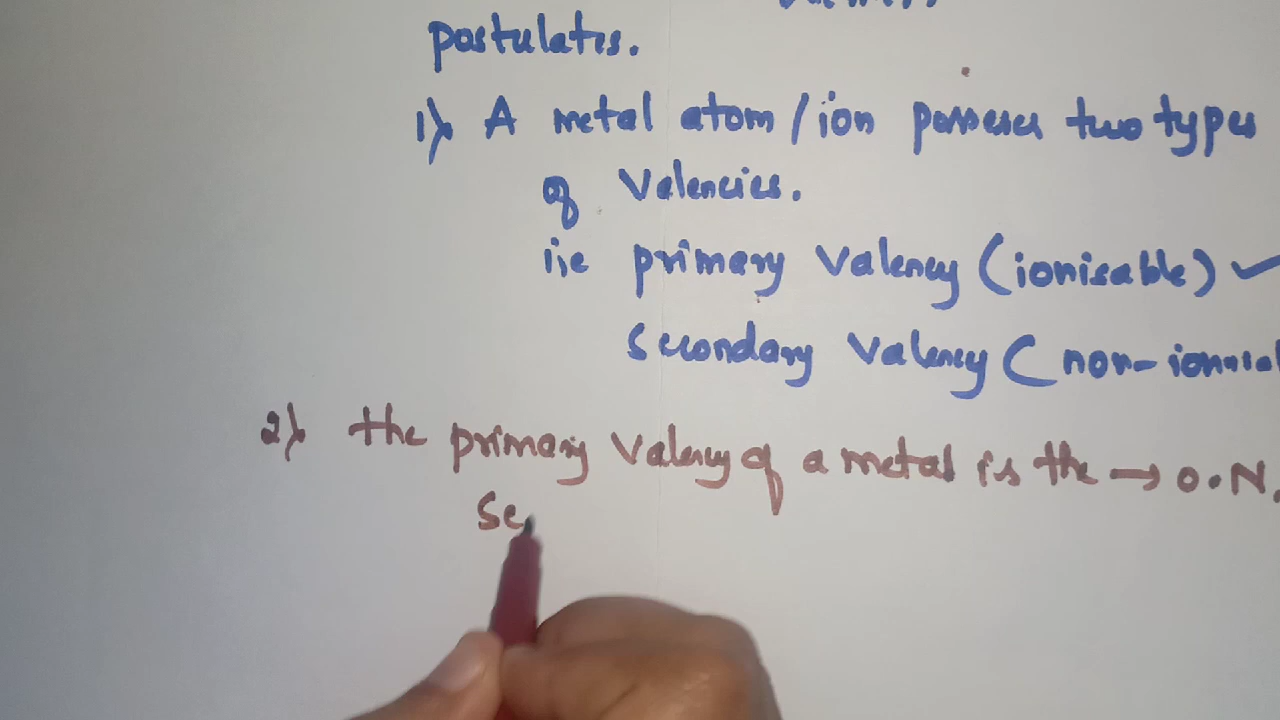 postulates.
1) A metal atom/ion possesses two types
of Valencies.
i,e primary Valency (ionisable) ✓
Secondary Valency (non-
2) the primary Valency of a metal is the → O.N.
Se